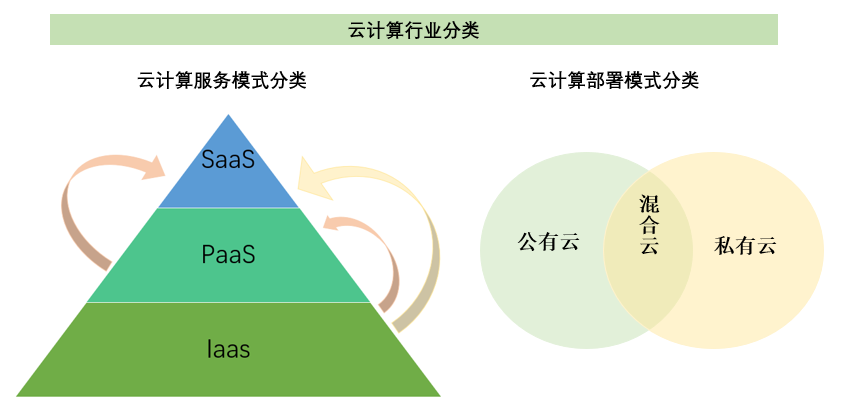 云计算行业分类
云计算服务模式分类
云计算部署模式分类
SaaS
PaaS
Iaas
公有云
混合云
私有云